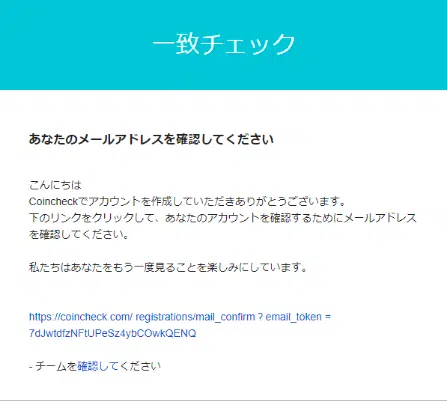 一致チェック
あなたのメールアドレスを確認してください
こんにちは
Coincheckでアカウントを作成していただきありがとうございます。
下のリンクをクリックして、あなたのアカウントを確認するためにメールアドレス
を確認してください。
私たちはあなたをもう一度見ることを楽しみにしています。
https://coincheck.com/ registrations/mail_confirm ? email_token =
7dJwtdfzNFtUPeSz4ybCOwkQENQ
- チームを確認してください